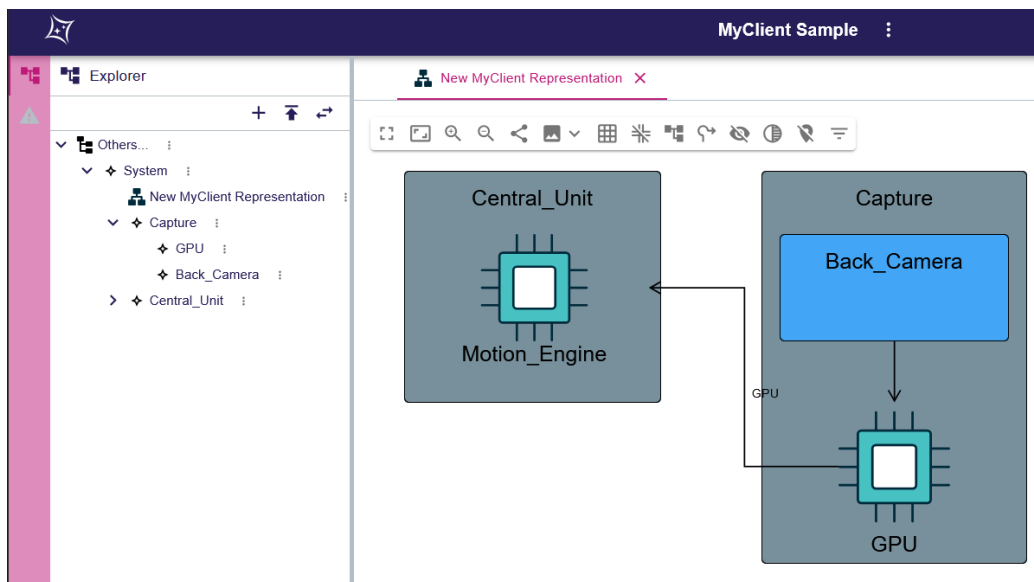 MyClient Sample
Explorer
New MyClient Representation
Others...
System
New MyClient Representation
Capture
GPU
Back_Camera
Central_Unit
Central_Unit
Motion_Engine
GPU
Capture
Back_Camera
GPU